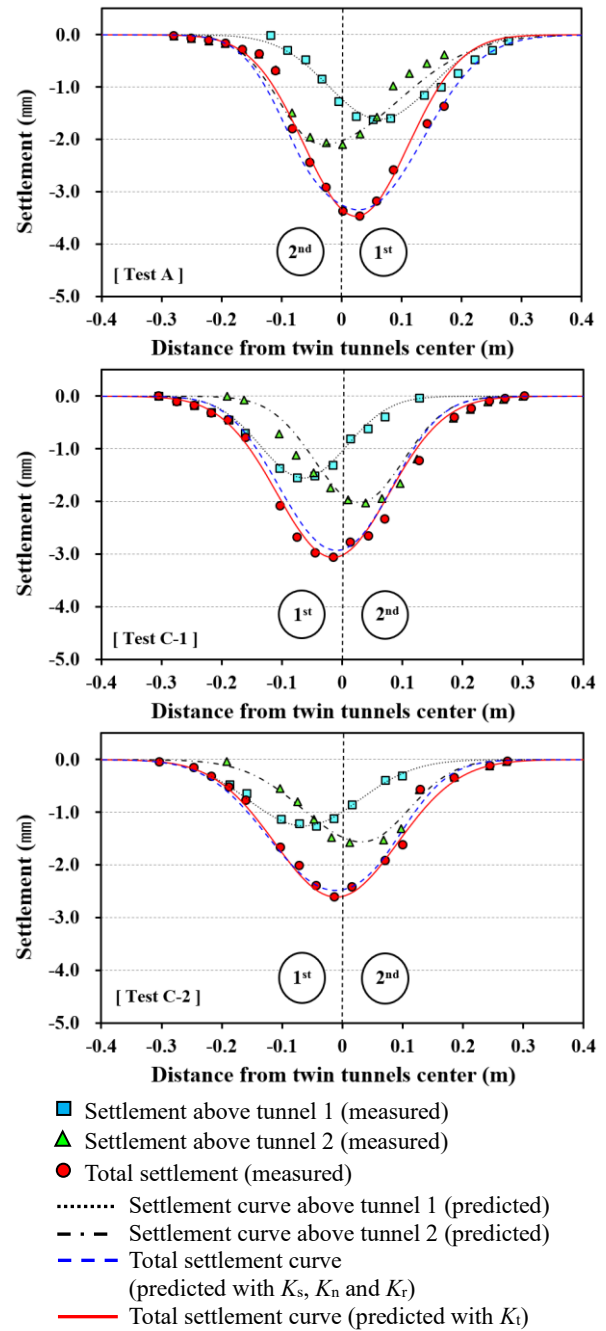 0.0
-1.0
-2.0
-3.0
-4.0
-5.0
Settlement (mm)
2nd
1st
[ Test A ]
-0.4 -0.3 -0.2 -0.1 0 0.1 0.2 0.3 0.4
Distance from twin tunnels center (m)
0.0
-1.0
-2.0
-3.0
-4.0
-5.0
Settlement (mm)
1st
2nd
[ Test C-1 ]
-0.4 -0.3 -0.2 -0.1 0 0.1 0.2 0.3 0.4
Distance from twin tunnels center (m)
0.0
-1.0
-2.0
-3.0
-4.0
-5.0
Settlement (mm)
1st
2nd
[ Test C-2 ]
-0.4 -0.3 -0.2 -0.1 0 0.1 0.2 0.3 0.4
Distance from twin tunnels center (m)
Settlement above tunnel 1 (measured)
Settlement above tunnel 2 (measured)
Total settlement (measured)
Settlement curve above tunnel 1 (predicted)
Settlement curve above tunnel 2 (predicted)
Total settlement curve
(predicted with Ks, Kn and Kr)
Total settlement curve (predicted with Kt)